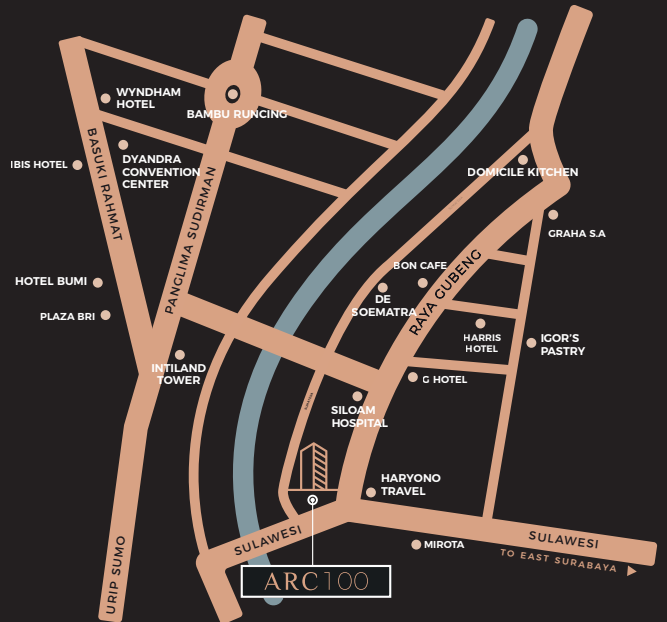 WYNDHAM
HOTEL
BAMBU RUNCING
BASUKI RAHMAT
IBIS HOTEL
DYANDRA
CONVENTION
CENTER
DOMICILE KITCHEN
PANGLIMA SUDIRMAN
GRAHA S.A
BON CAFE
HOTEL BUMI
DE
SOEMATRA
RAYA GUBENG
PLAZA BRI
HARRIS
HOTEL
IGOR'S
PASTRY
INTILAND
TOWER
G HOTEL
SILOAM
HOSPITAL
HARYONO
TRAVEL
SULAWESI
SULAWESI
MIROTA
TO EAST SURABAYA
URIP SUMO
ARC100